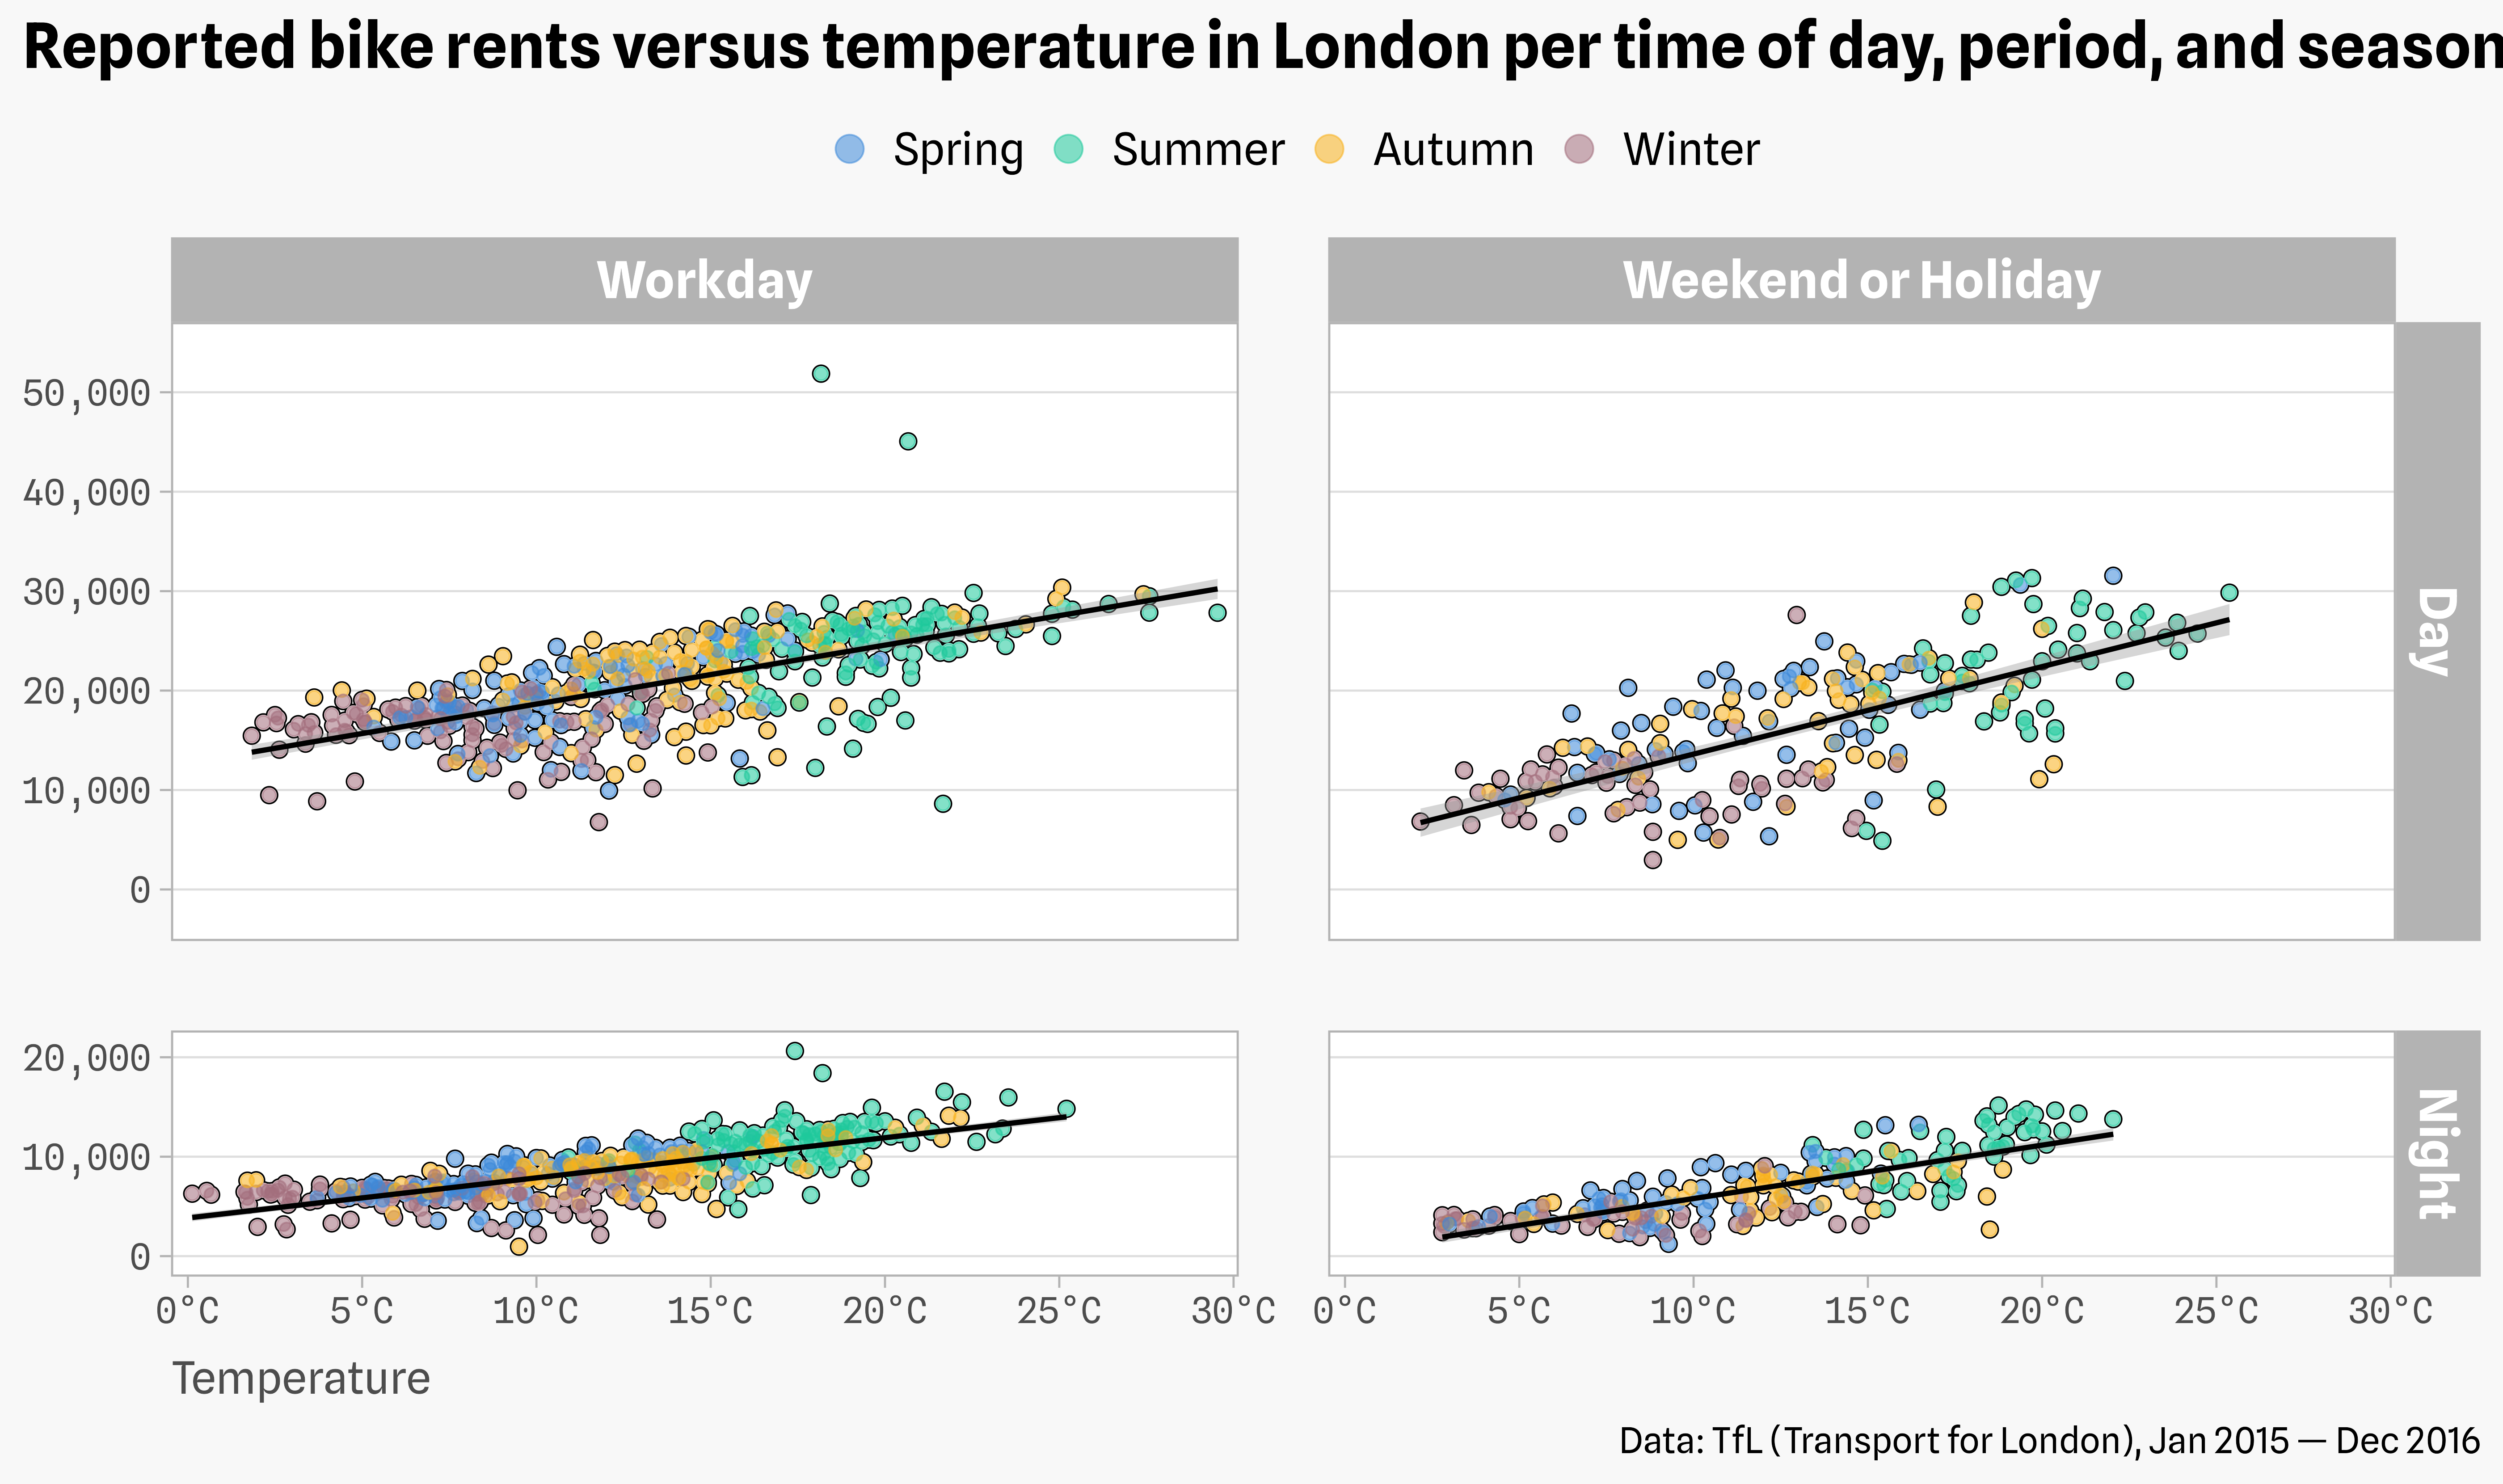 Reported bike rents versus temperature in London per time of day, period, and season
Spring Summer Autumn Winter
Workday Weekend or Holiday
50,000
40,000
30,000
20,000
10,000
0
Day
20,000
10,000
0
Night
0°C 5°C 10°C 15°C 20°C 25°C 30°C 0°C 5°C 10°C 15°C 20°C 25°C 30°C
Temperature
Data: TfL (Transport for London), Jan 2015 — Dec 2016